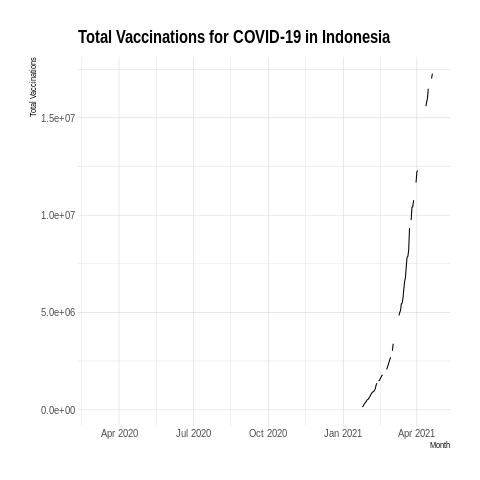 Total Vaccinations for COVID-19 in Indonesia
Total Vaccinations
1.5e+07
1.0e+07
5.0e+06
0.0e+00
Apr 2020 Jul 2020 Oct 2020 Jan 2021 Apr 2021
Month